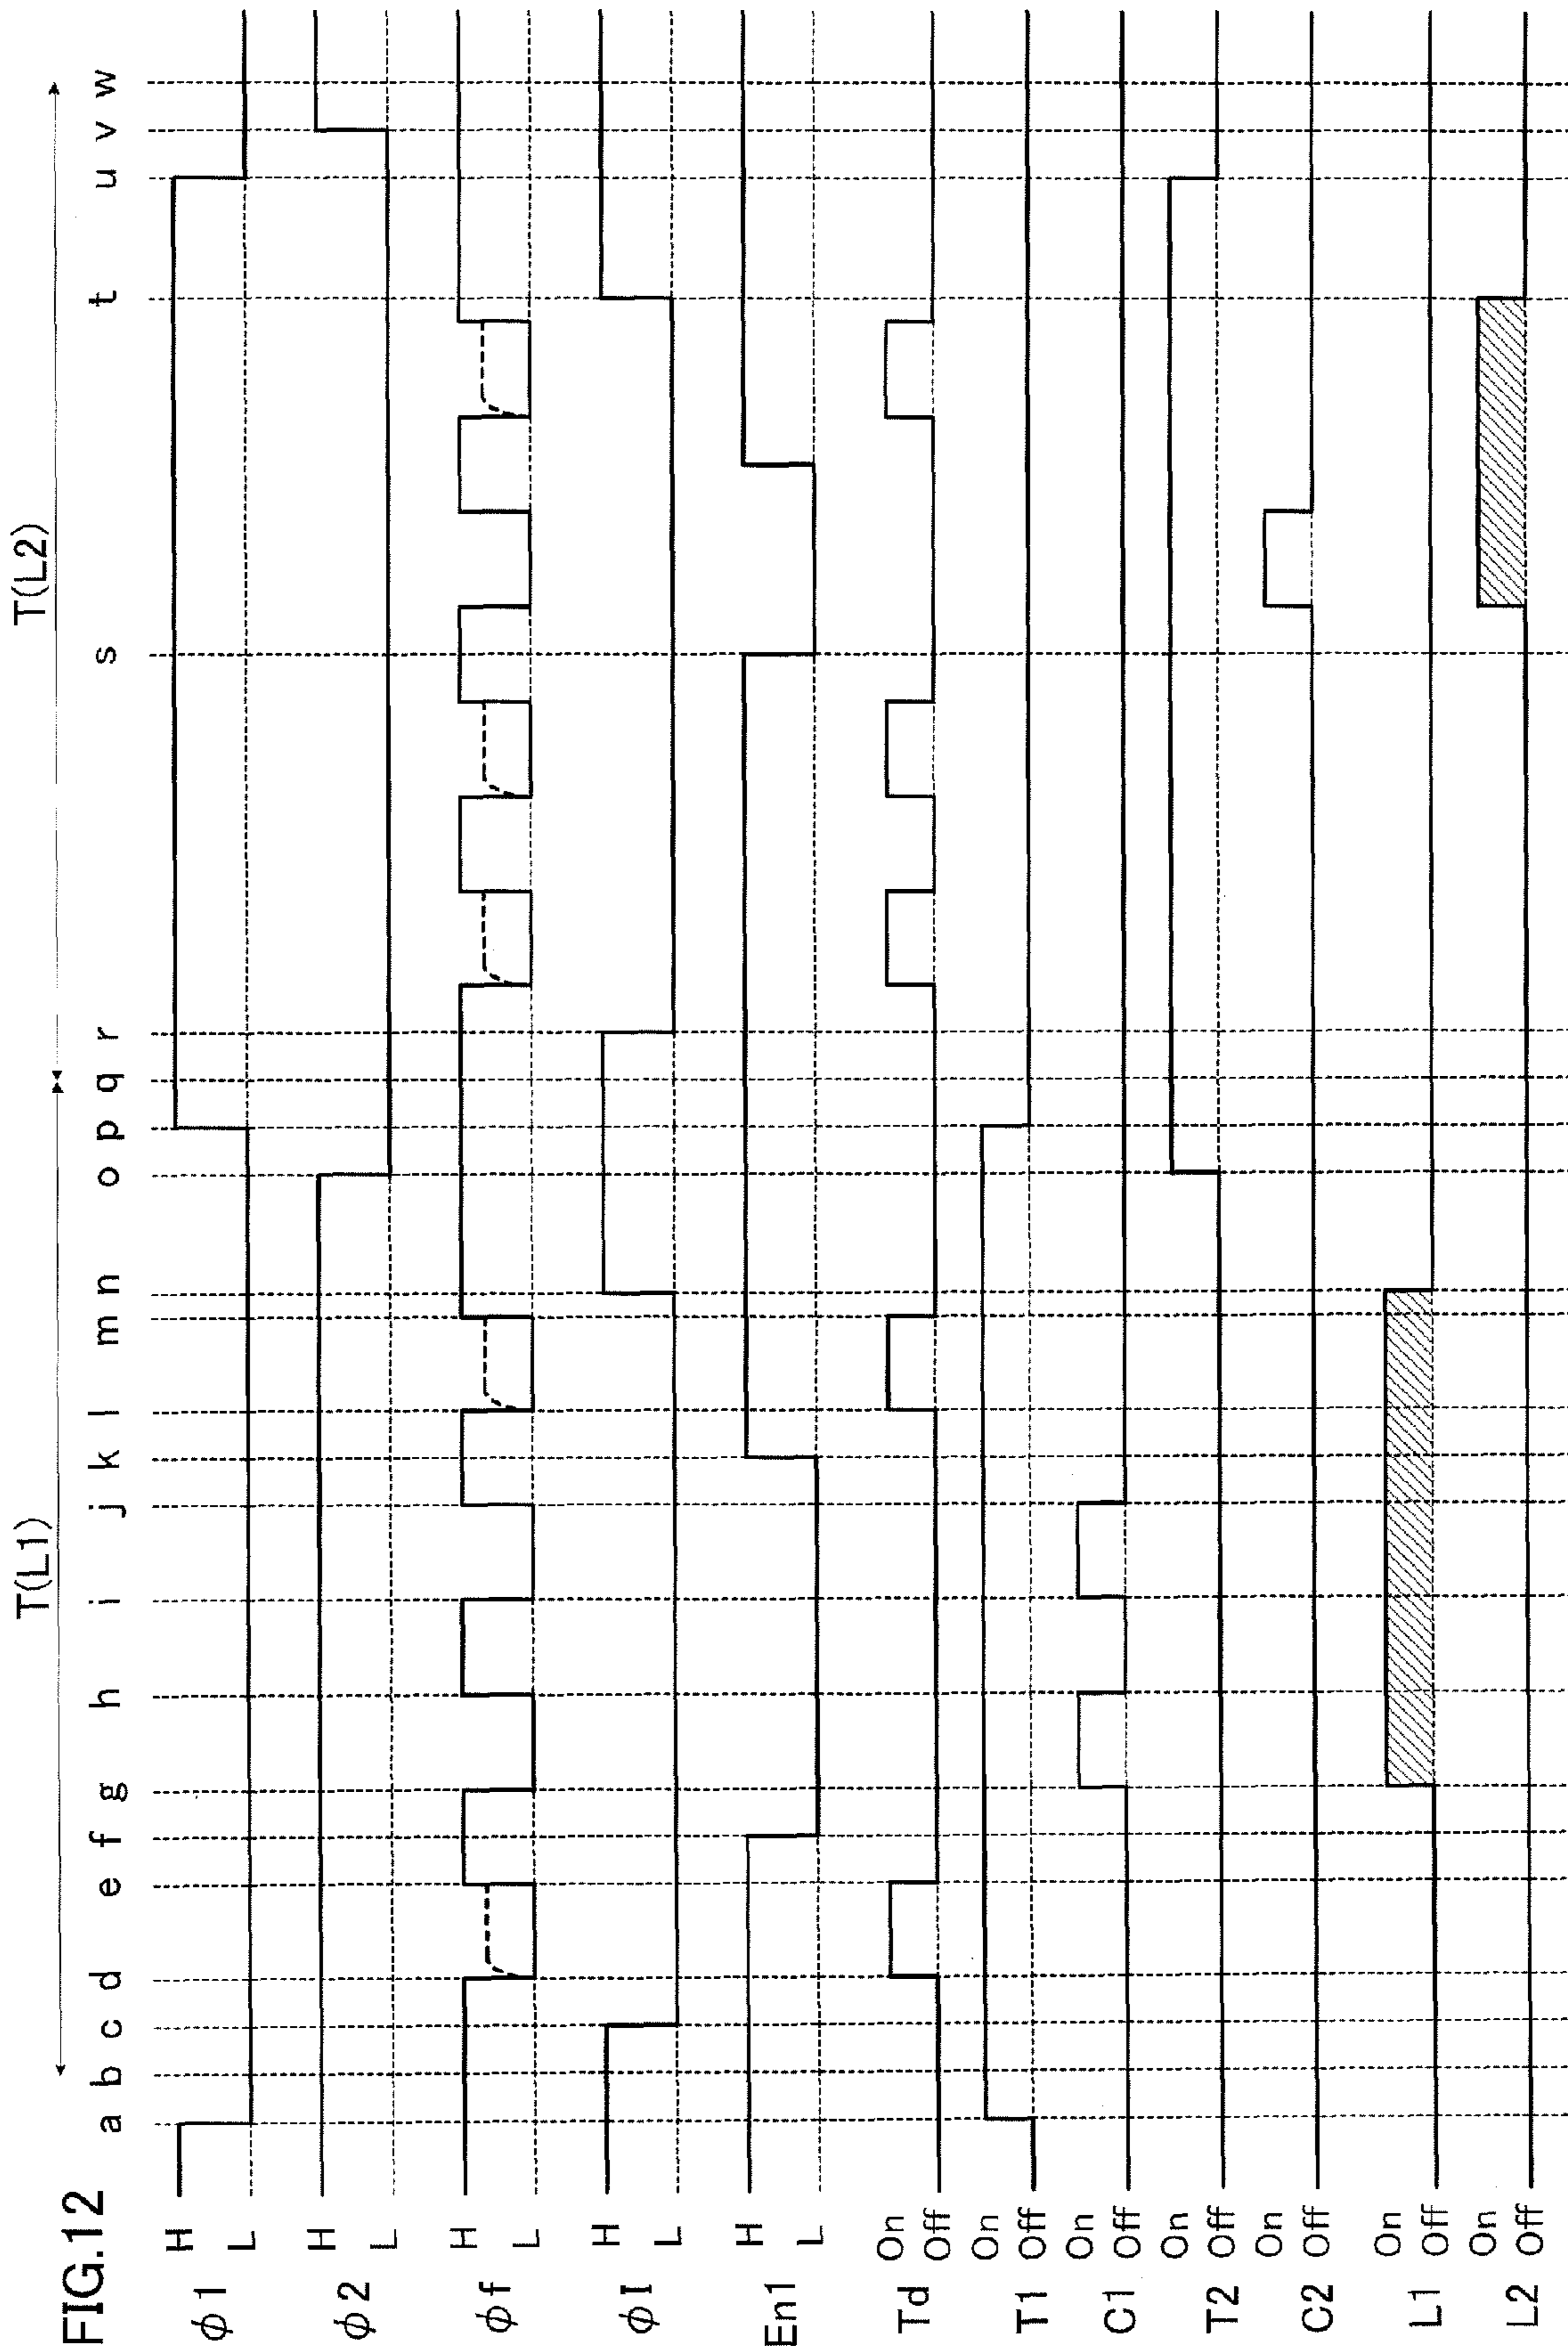 FIG.12
T(L1) T(L2)
a b c d e f g h i j k l m n o p q r s t u v w
ϕ1 H L
ϕ2 H L
ϕf H L
ϕI H L
En1 H L
Td On Off
T1 On Off
C1 On Off
T2 On Off
C2 On Off
L1 On Off
L2 On Off